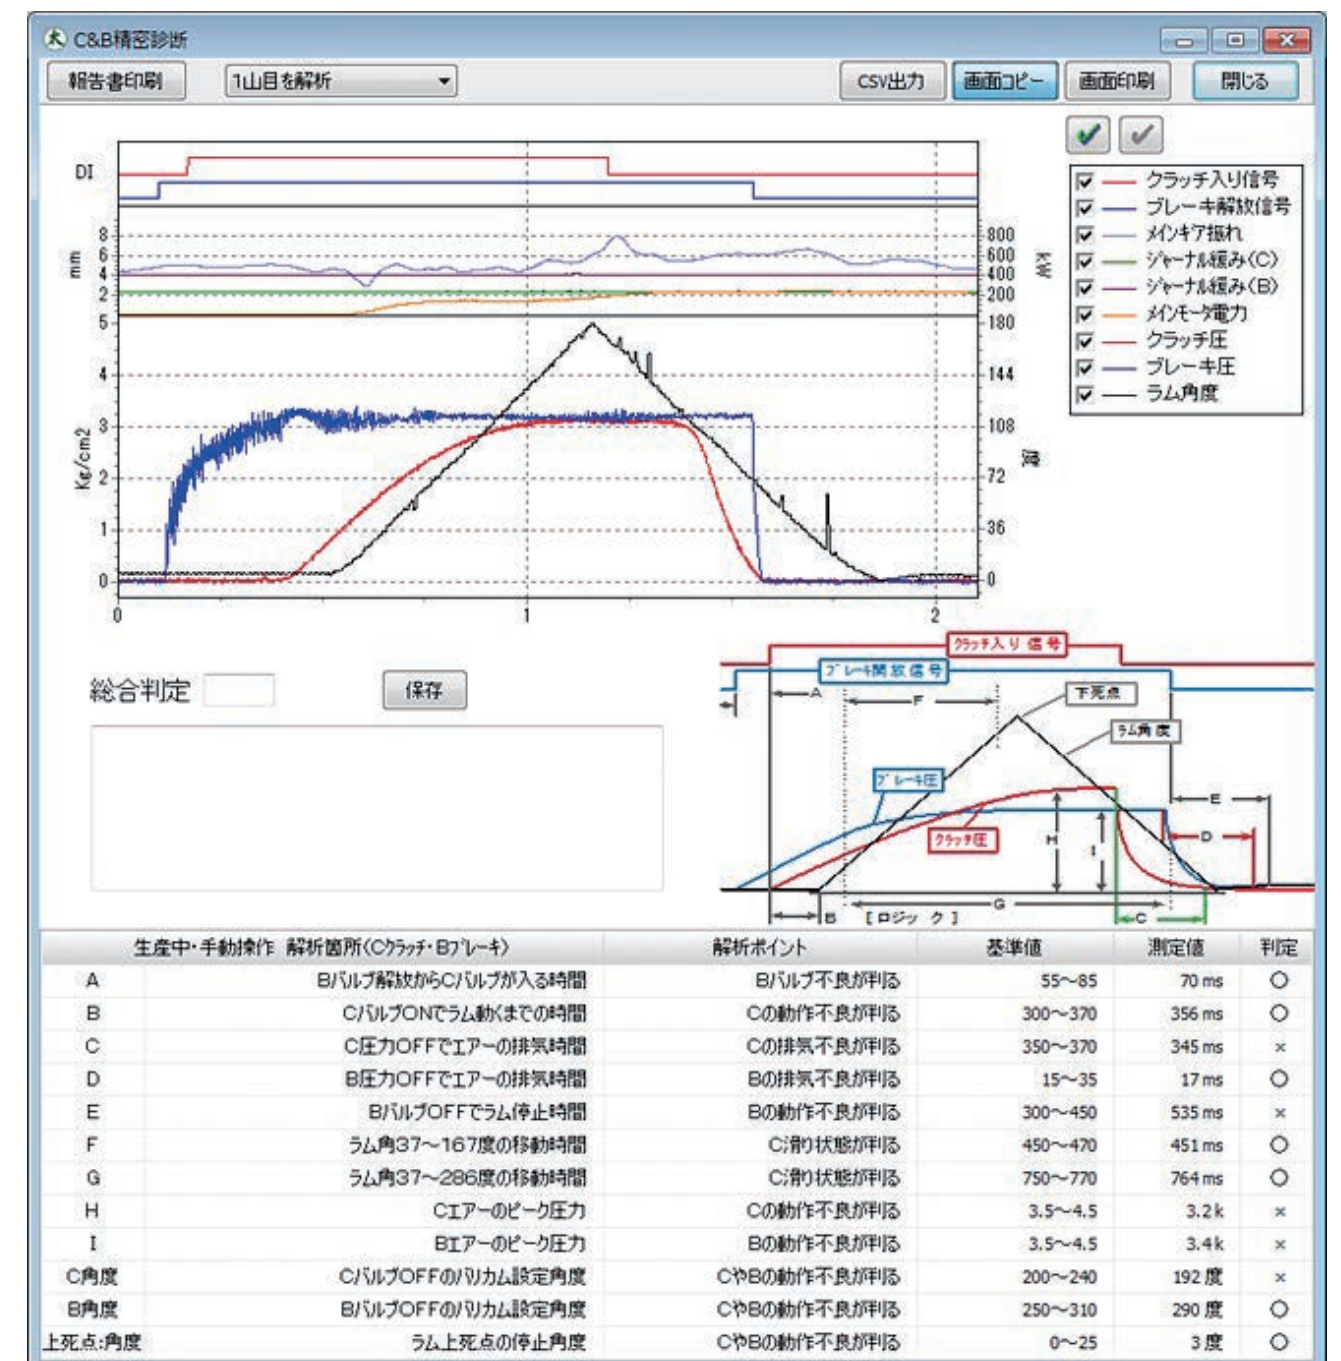 C&B精密診断
報告書印刷 1山目を解析 CSV出力 画面コピー 画面印刷 閉じる
DI
mm
8
6
4
2
800
600
400
200
kW
5
4
3
2
1
0
Kg/cm2
180
144
108
72
36
0
度
0 1 2
クラッチ入り信号
ブレーキ解放信号
メインギア振れ
ジャーナル緩み(C)
ジャーナル緩み(B)
メインモータ電力
クラッチ圧
ブレーキ圧
ラム角度
総合判定 保存
クラッチ入り信号
ブレーキ開放信号
A F 下死点
ラム角度
ブレーキ圧
クラッチ圧
H I E D
B [ロジック] G C
生産中・手動操作 解析箇所(Cクラッチ・Bブレーキ) 解析ポイント 基準値 測定値 判定
A Bバルブ解放からCバルブが入る時間 Bバルブ不良が判る 55~85 70 ms ○
B CバルブONでラム動くまでの時間 Cの動作不良が判る 300~370 356 ms ○
C C圧力OFFでエアーの排気時間 Cの排気不良が判る 350~370 345 ms ×
D B圧力OFFでエアーの排気時間 Bの排気不良が判る 15~35 17 ms ○
E BバルブOFFでラム停止時間 Bの動作不良が判る 300~450 535 ms ×
F ラム角37~167度の移動時間 C滑り状態が判る 450~470 451 ms ○
G ラム角37~286度の移動時間 C滑り状態が判る 750~770 764 ms ○
H Cエアーのピーク圧力 Cの動作不良が判る 3.5~4.5 3.2 k ×
I Bエアーのピーク圧力 Bの動作不良が判る 3.5~4.5 3.4 k ×
C角度 CバルブOFFのバリカム設定角度 CやBの動作不良が判る 200~240 192 度 ×
B角度 BバルブOFFのバリカム設定角度 CやBの動作不良が判る 250~310 290 度 ○
上死点:角度 ラム上死点の停止角度 CやBの動作不良が判る 0~25 3 度 ○